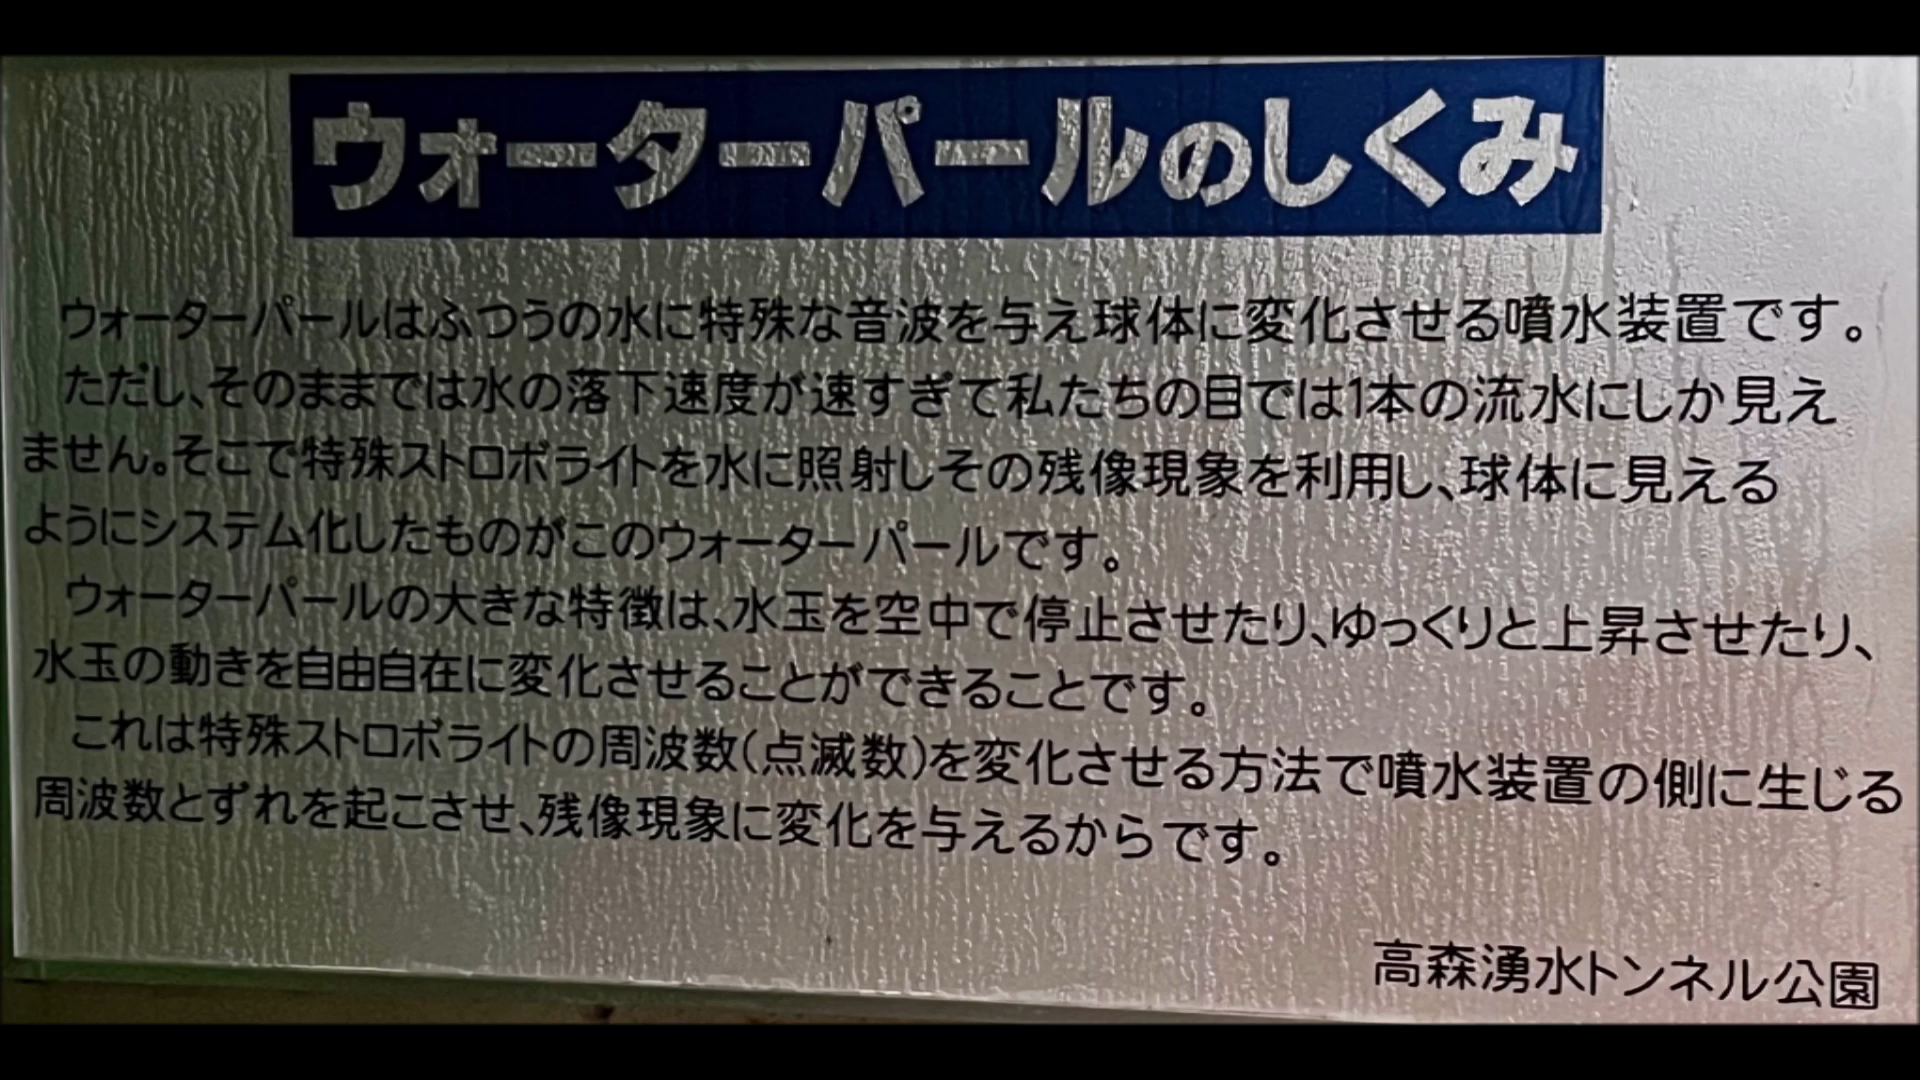 ウォーターパールのしくみ
ウォーターパールはふつうの水に特殊な音波を与え球体に変化させる噴水装置です。
ただし、そのままでは水の落下速度が速すぎて私たちの目では1本の流水にしか見え
ません。そこで特殊ストロボライトを水に照射しその残像現象を利用し、球体に見える
ようにシステム化したものがこのウォーターパールです。
ウォーターパールの大きな特徴は、水玉を空中で停止させたり、ゆっくりと上昇させたり、
水玉の動きを自由自在に変化させることができることです。
これは特殊ストロボライトの周波数(点滅数)を変化させる方法で噴水装置の側に生じる
周波数とずれを起こさせ、残像現象に変化を与えるからです。
高森湧水トンネル公園